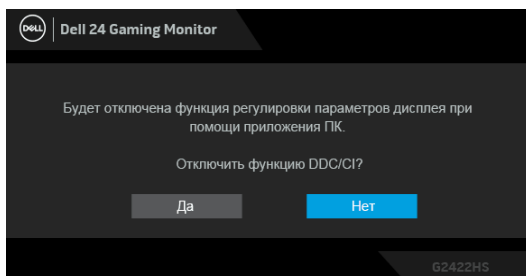 DELL Dell 24 Gaming Monitor
Будет отключена функция регулировки параметров дисплея при
помощи приложения ПК.
Отключить функцию DDC/CI?
Да Нет
G2422HS